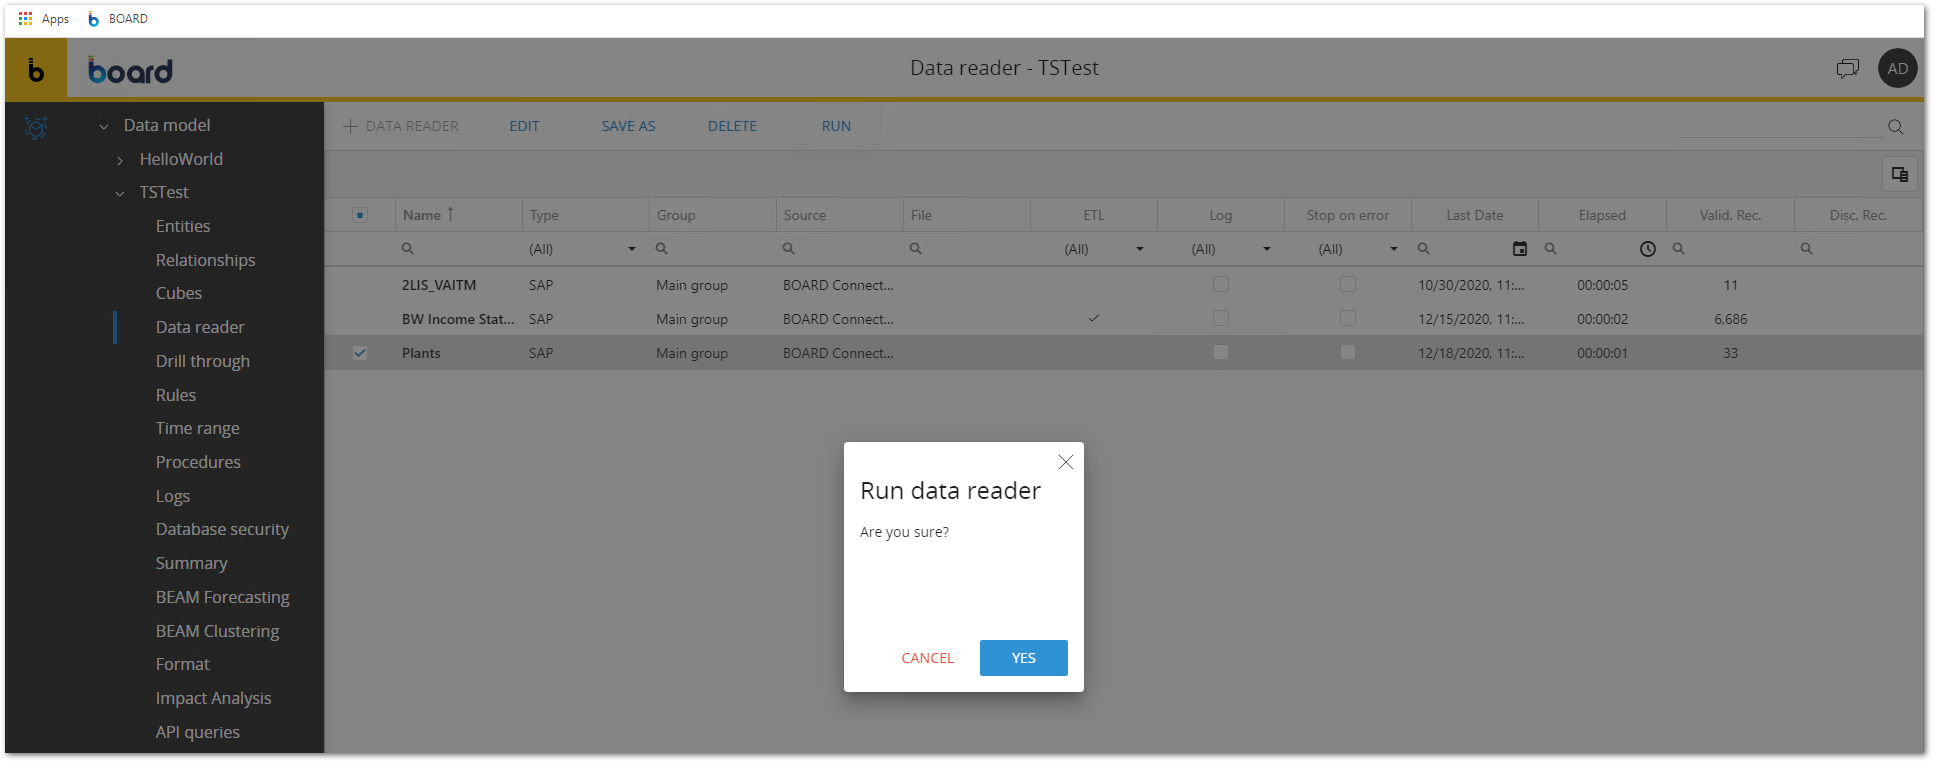 Apps BOARD
b board Data reader - TSTest AD
Data model
HelloWorld
TSTest
Entities
Relationships
Cubes
Data reader
Drill through
Rules
Time range
Procedures
Logs
Database security
Summary
BEAM Forecasting
BEAM Clustering
Format
Impact Analysis
API queries
DATA READER EDIT SAVE AS DELETE RUN
Name Type Group Source File ETL Log Stop on error Last Date Elapsed Valid. Rec. Disc. Rec.
(All) (All) (All) (All)
2LIS_VAITM SAP Main group BOARD Connect... 10/30/2020, 11:... 00:00:05 11
BW Income Stat... SAP Main group BOARD Connect... 12/15/2020, 11:... 00:00:02 6,686
Plants SAP Main group BOARD Connect... 12/18/2020, 11:... 00:00:01 33
Run data reader
Are you sure?
CANCEL YES